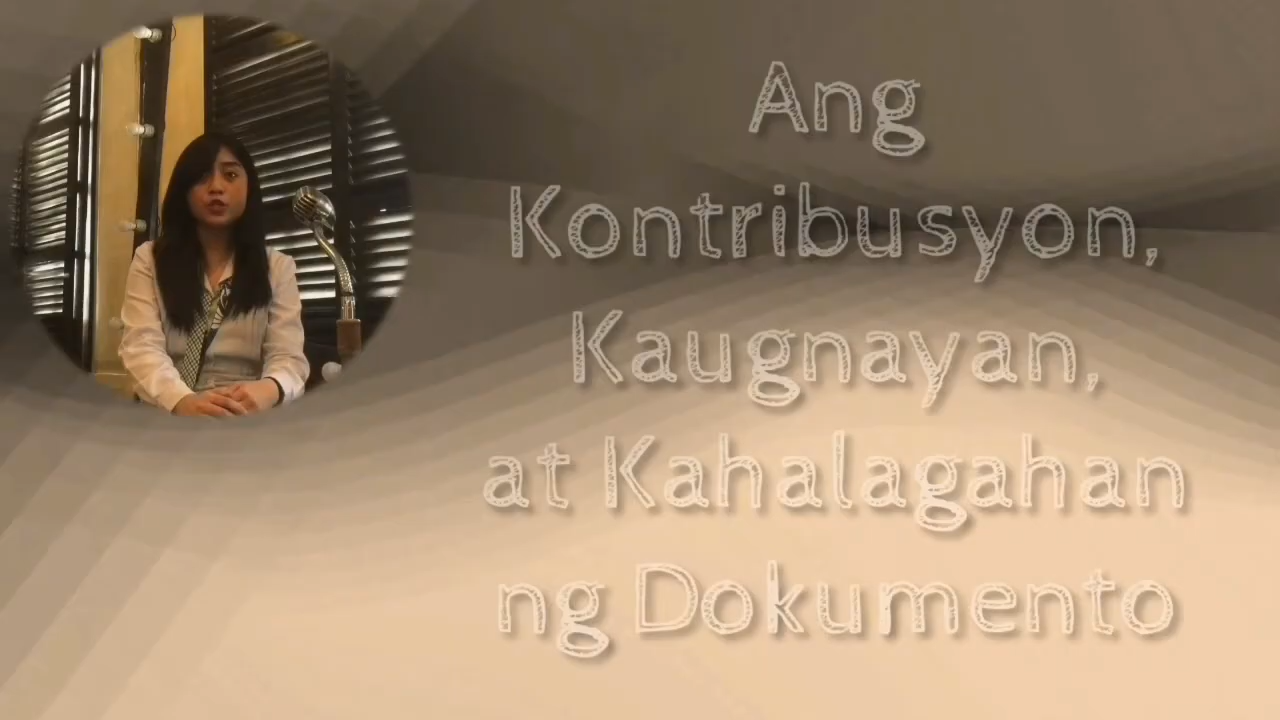 Ang
Kontribusyon,
Kaugnayan,
at Kahalagahan
ng Dokumento